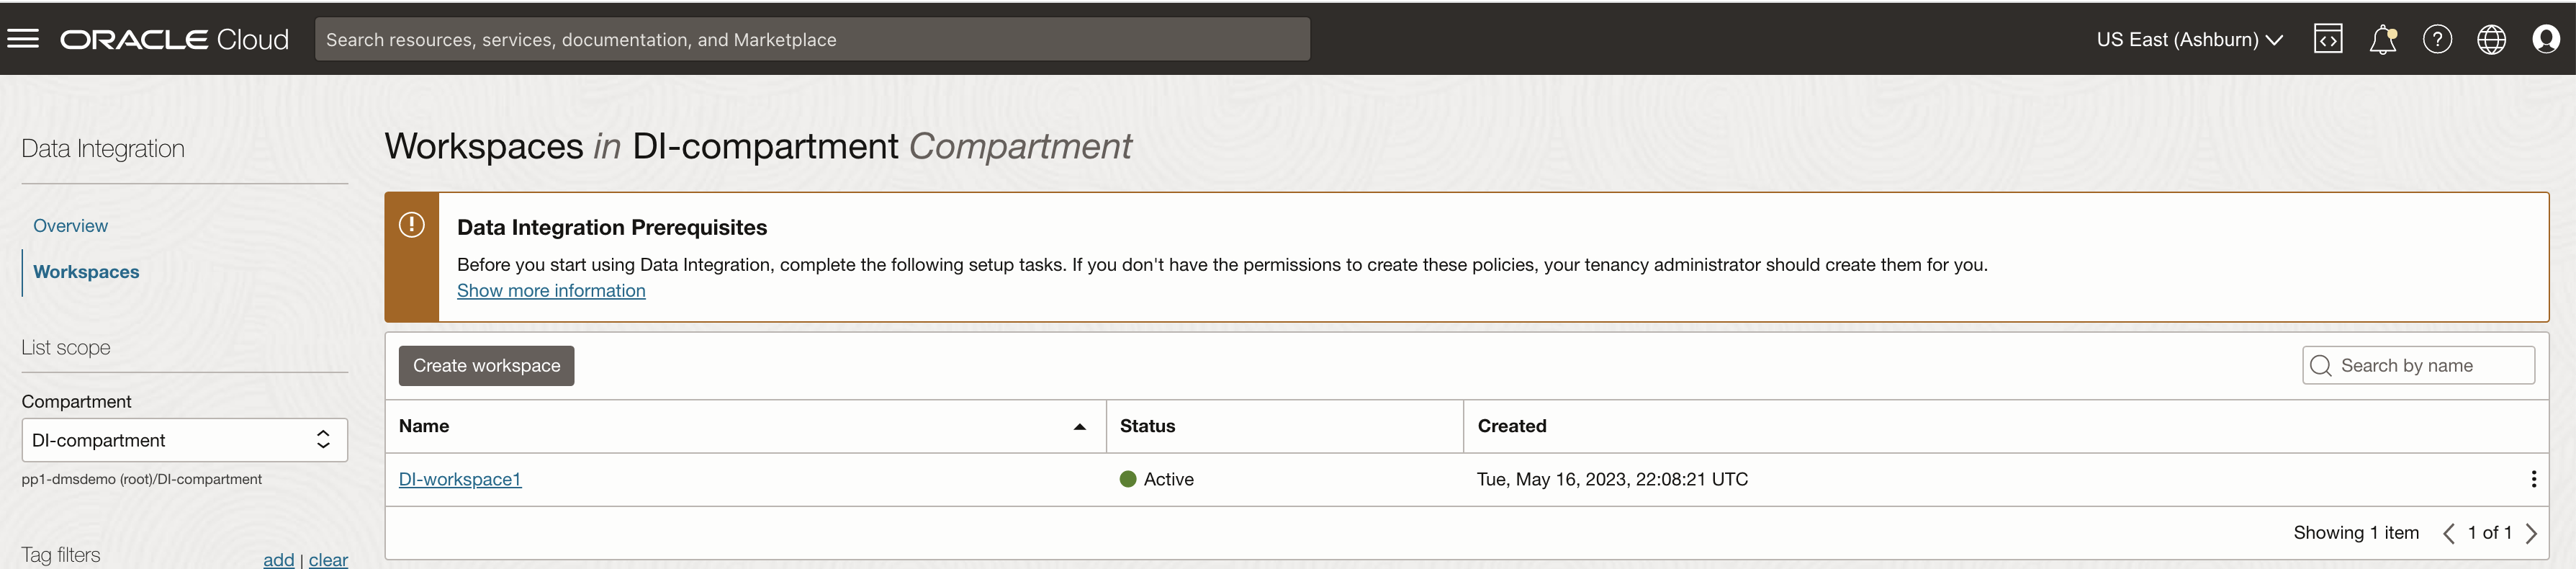 ORACLE Cloud
Search resources, services, documentation, and Marketplace
US East (Ashburn)
Data Integration
Overview
Workspaces
List scope
Compartment
DI-compartment
pp1-dmsdemo (root)/DI-compartment
Tag filters
add | clear
Workspaces in DI-compartment Compartment
Data Integration Prerequisites
Before you start using Data Integration, complete the following setup tasks. If you don't have the permissions to create these policies, your tenancy administrator should create them for you.
Show more information
Create workspace
Search by name
Name Status Created
DI-workspace1 Active Tue, May 16, 2023, 22:08:21 UTC
Showing 1 item 1 of 1